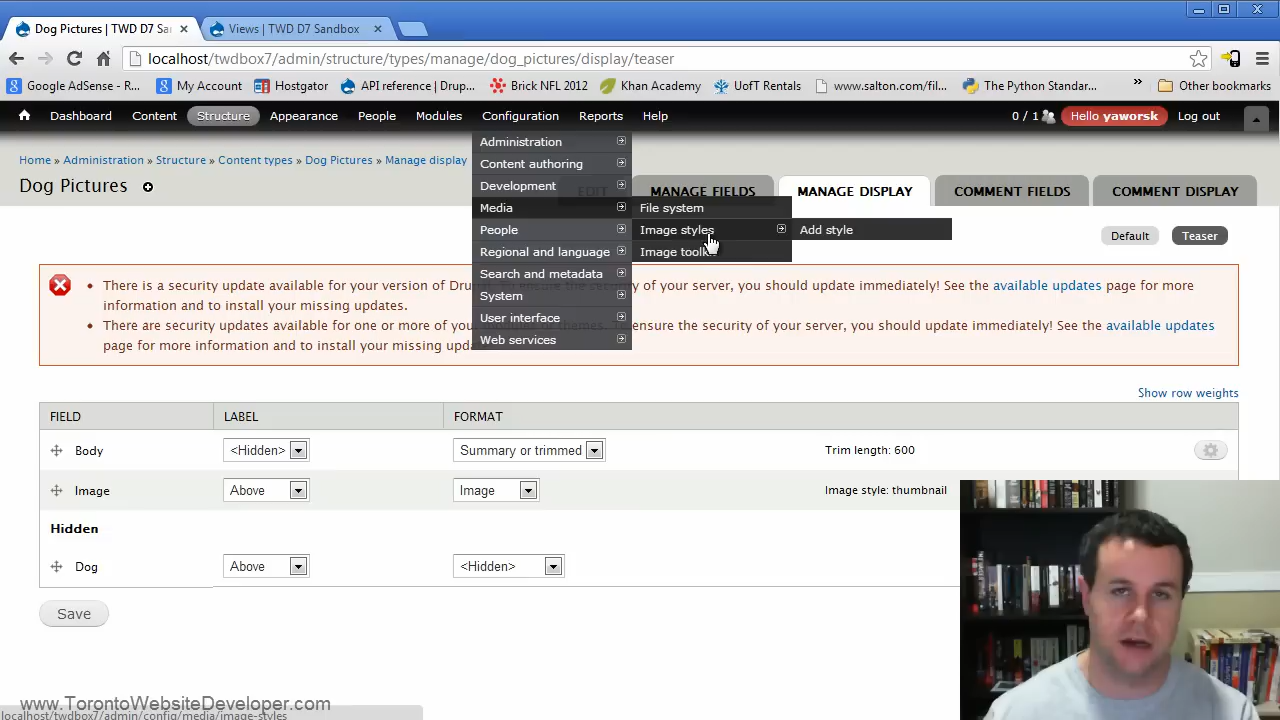 Dog Pictures | TWD D7 Sa
Views | TWD D7 Sandbox
localhost/twdbox7/admin/structure/types/manage/dog_pictures/display/teaser
Google AdSense - R...
My Account
Hostgator
API reference | Drup...
Brick NFL 2012
Khan Academy
UofT Rentals
www.salton.com/fil...
The Python Standar...
»
Other bookmarks
Dashboard
Content
Structure
Appearance
People
Modules
Configuration
Reports
Help
0 / 1
Hello yaworsk
Log out
Administration
Content authoring
Development
Media
People
Regional and language
Search and metadata
System
User interface
Web services
File system
Image styles
Image toolk
Add style
Home » Administration » Structure » Content types » Dog Pictures » Manage display
Dog Pictures
EDIT
MANAGE FIELDS
MANAGE DISPLAY
COMMENT FIELDS
COMMENT DISPLAY
Default
Teaser
There is a security update available for your version of Dru To ensure the security of your server, you should update immediately! See the available updates page for more
information and to install your missing updates.
There are security updates available for one or more of your modules or themes. To ensure the security of your server, you should update immediately! See the available updates
page for more information and to install your missing upd
Show row weights
FIELD LABEL FORMAT
Body <Hidden> Summary or trimmed Trim length: 600
Image Above Image Image style: thumbnail
Hidden
Dog Above <Hidden>
Save
www.TorontoWebsiteDeveloper.com
localhost/twdbox7/admin/config/media/image-styles